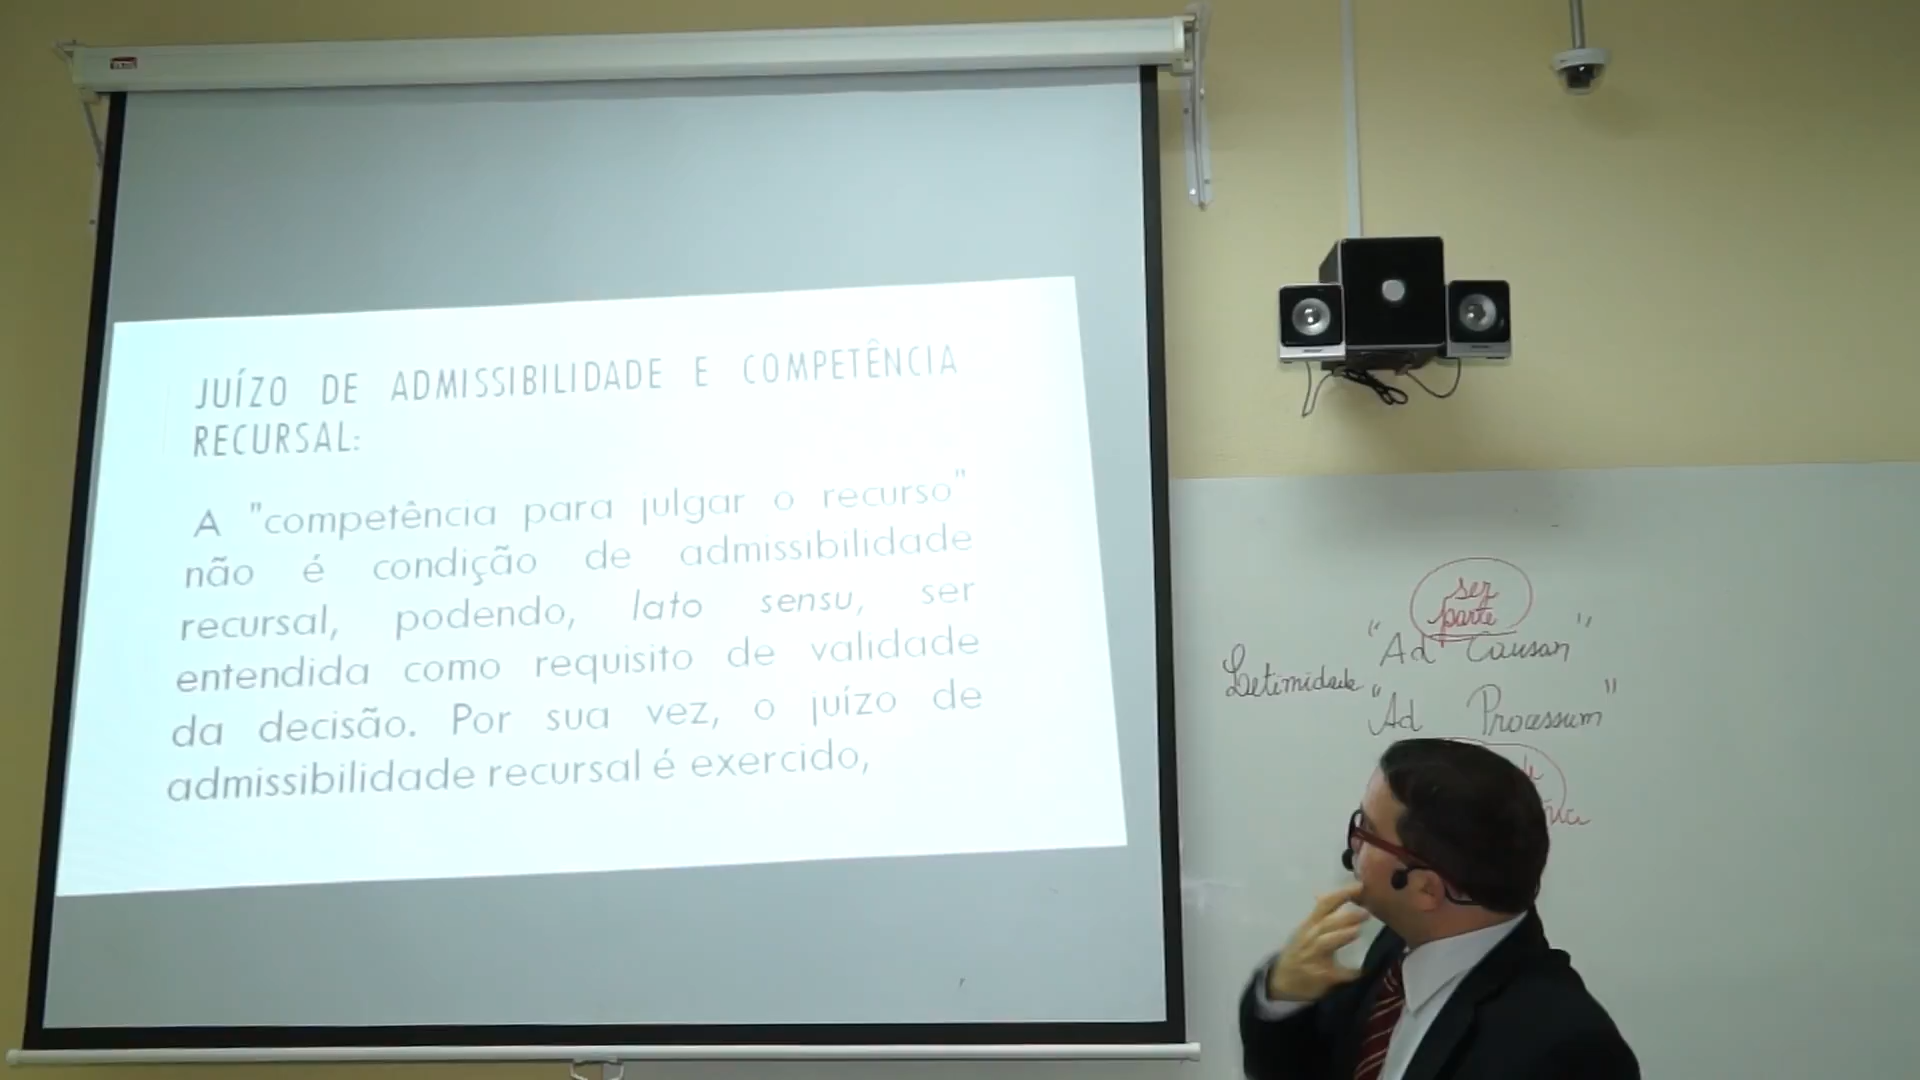 JUÍZO DE ADMISSIBILIDADE E COMPETÊNCIA
RECURSAL:
A "competência para julgar o recurso"
não é condição de admissibilidade
recursal, podendo, lato sensu, ser
entendida como requisito de validade
da decisão. Por sua vez, o juízo de
admissibilidade recursal é exercido,
ser
parte
"Ad Causan"
Letimidade
"Ad Processum"